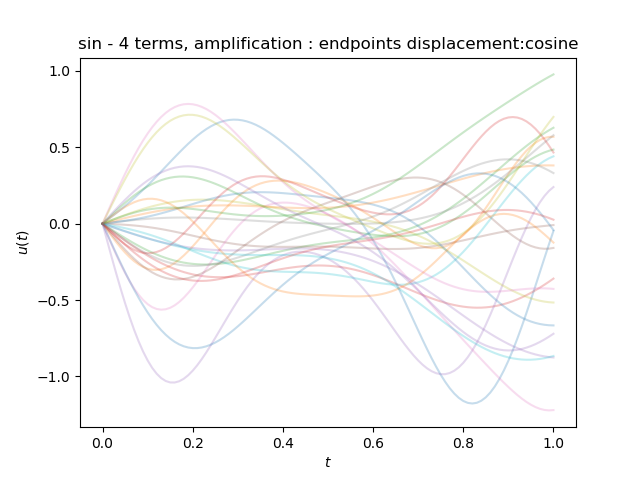 sin - 4 terms, amplification : endpoints displacement:cosine
1.0
0.5
0.0
−0.5
−1.0
u(t)
0.0 0.2 0.4 0.6 0.8 1.0
t